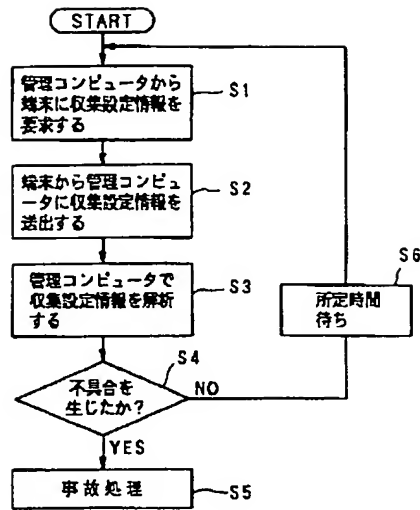 START
管理コンピュータから
端末に収集設定情報を
要求する
S1
端末から管理コンピュ
ータに収集設定情報を
送出する
S2
管理コンピュータで
収集設定情報を解析
する
S3
S4
不具合を
生じたか?
NO
S6
所定時間
待ち
YES
事故処理
S5